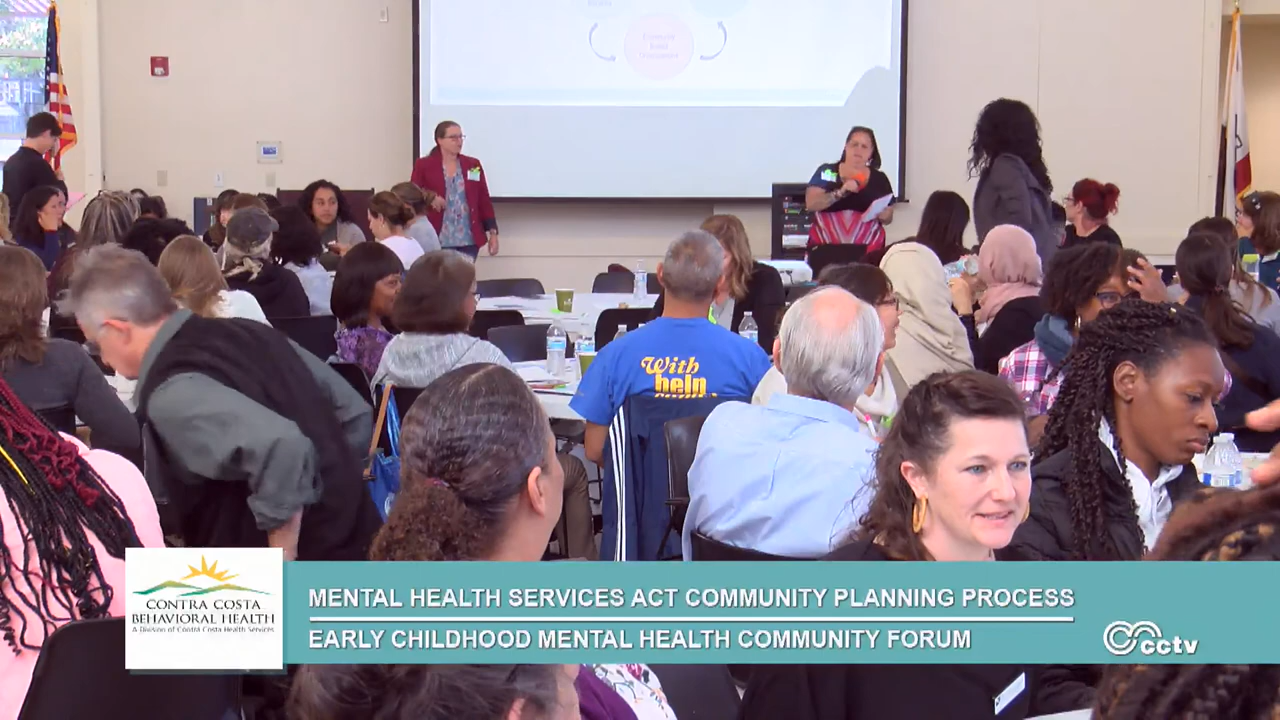 With
help
CONTRA COSTA
BEHAVIORAL HEALTH
A Division of Contra Costa Health Services
MENTAL HEALTH SERVICES ACT COMMUNITY PLANNING PROCESS
EARLY CHILDHOOD MENTAL HEALTH COMMUNITY FORUM
cctv